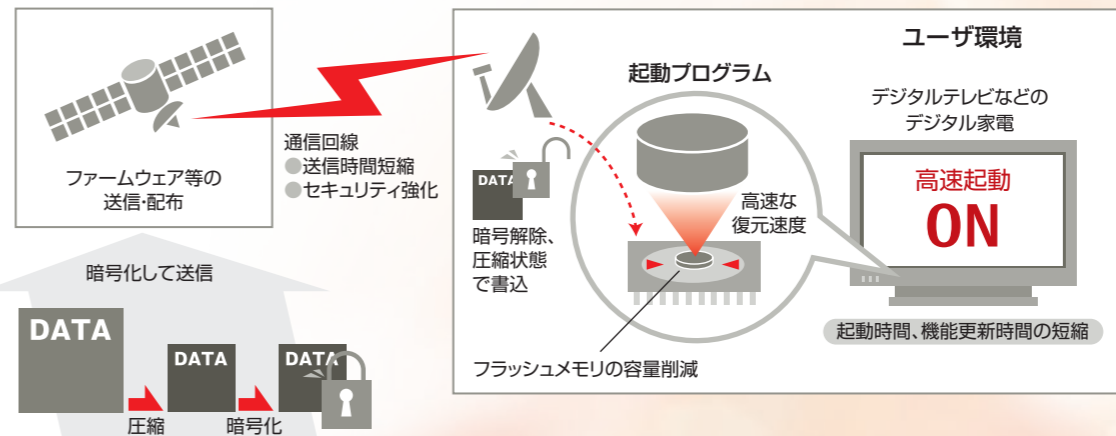 ファームウェア等の
送信・配布
通信回線
●送信時間短縮
●セキュリティ強化
暗号化して送信
DATA
DATA
DATA
圧縮
暗号化
ユーザ環境
起動プログラム
デジタルテレビなどの
デジタル家電
DATA
暗号解除、
圧縮状態
で書込
高速な
復元速度
高速起動
ON
フラッシュメモリの容量削減
起動時間、機能更新時間の短縮